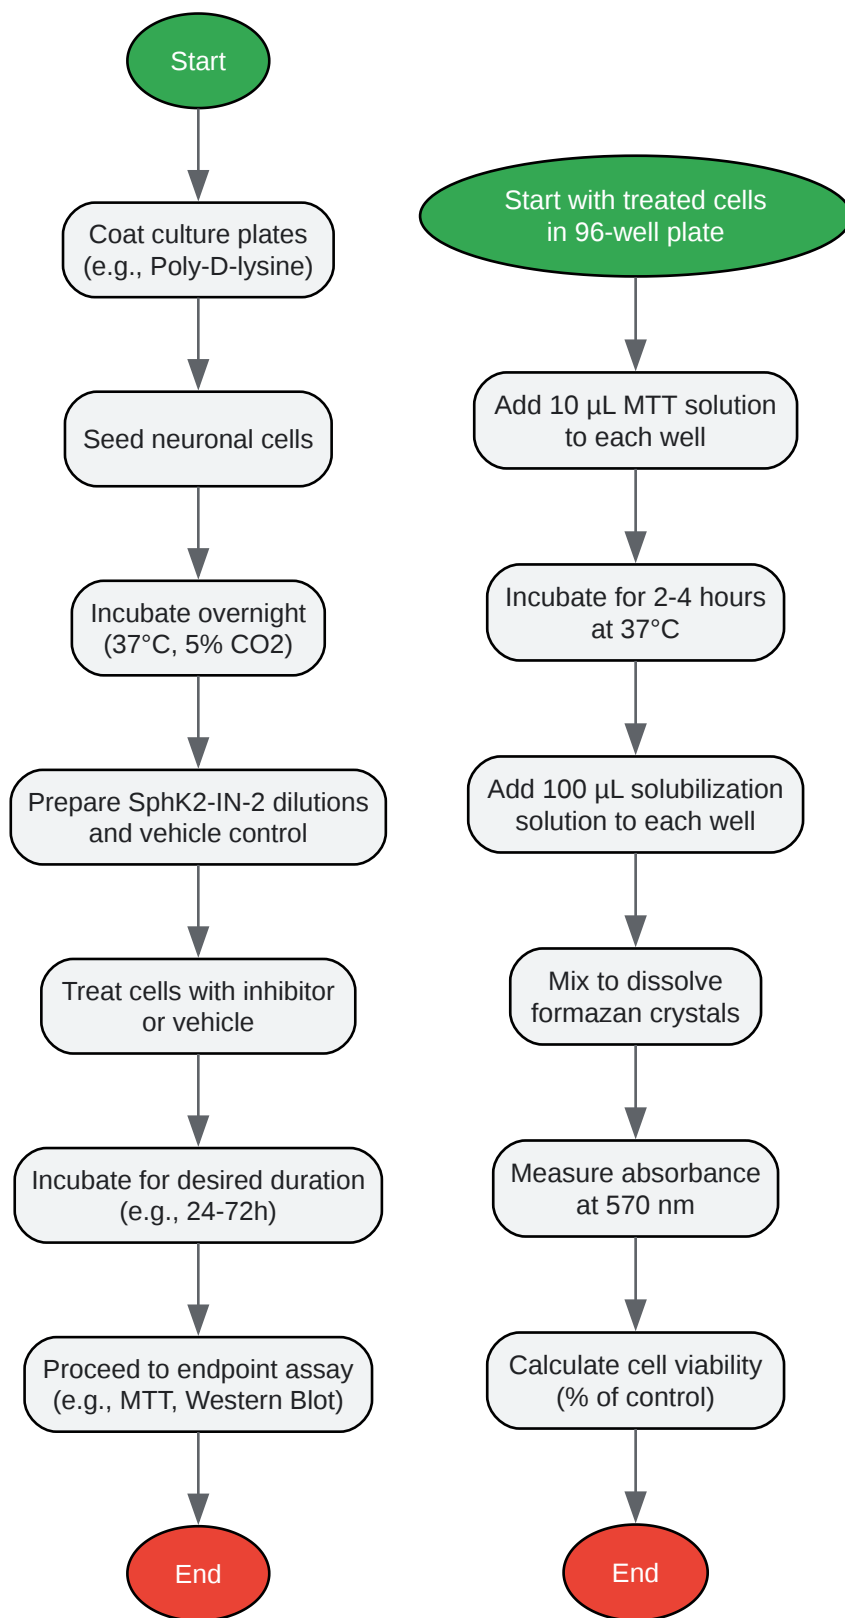 Start
Coat culture plates
(e.g., Poly-D-lysine)
Seed neuronal cells
Incubate overnight
(37°C, 5% CO2)
Prepare SphK2-IN-2 dilutions
and vehicle control
Treat cells with inhibitor
or vehicle
Incubate for desired duration
(e.g., 24-72h)
Proceed to endpoint assay
(e.g., MTT, Western Blot)
End
Start with treated cells
in 96-well plate
Add 10 µL MTT solution
to each well
Incubate for 2-4 hours
at 37°C
Add 100 µL solubilization
solution to each well
Mix to dissolve
formazan crystals
Measure absorbance
at 570 nm
Calculate cell viability
(% of control)
End